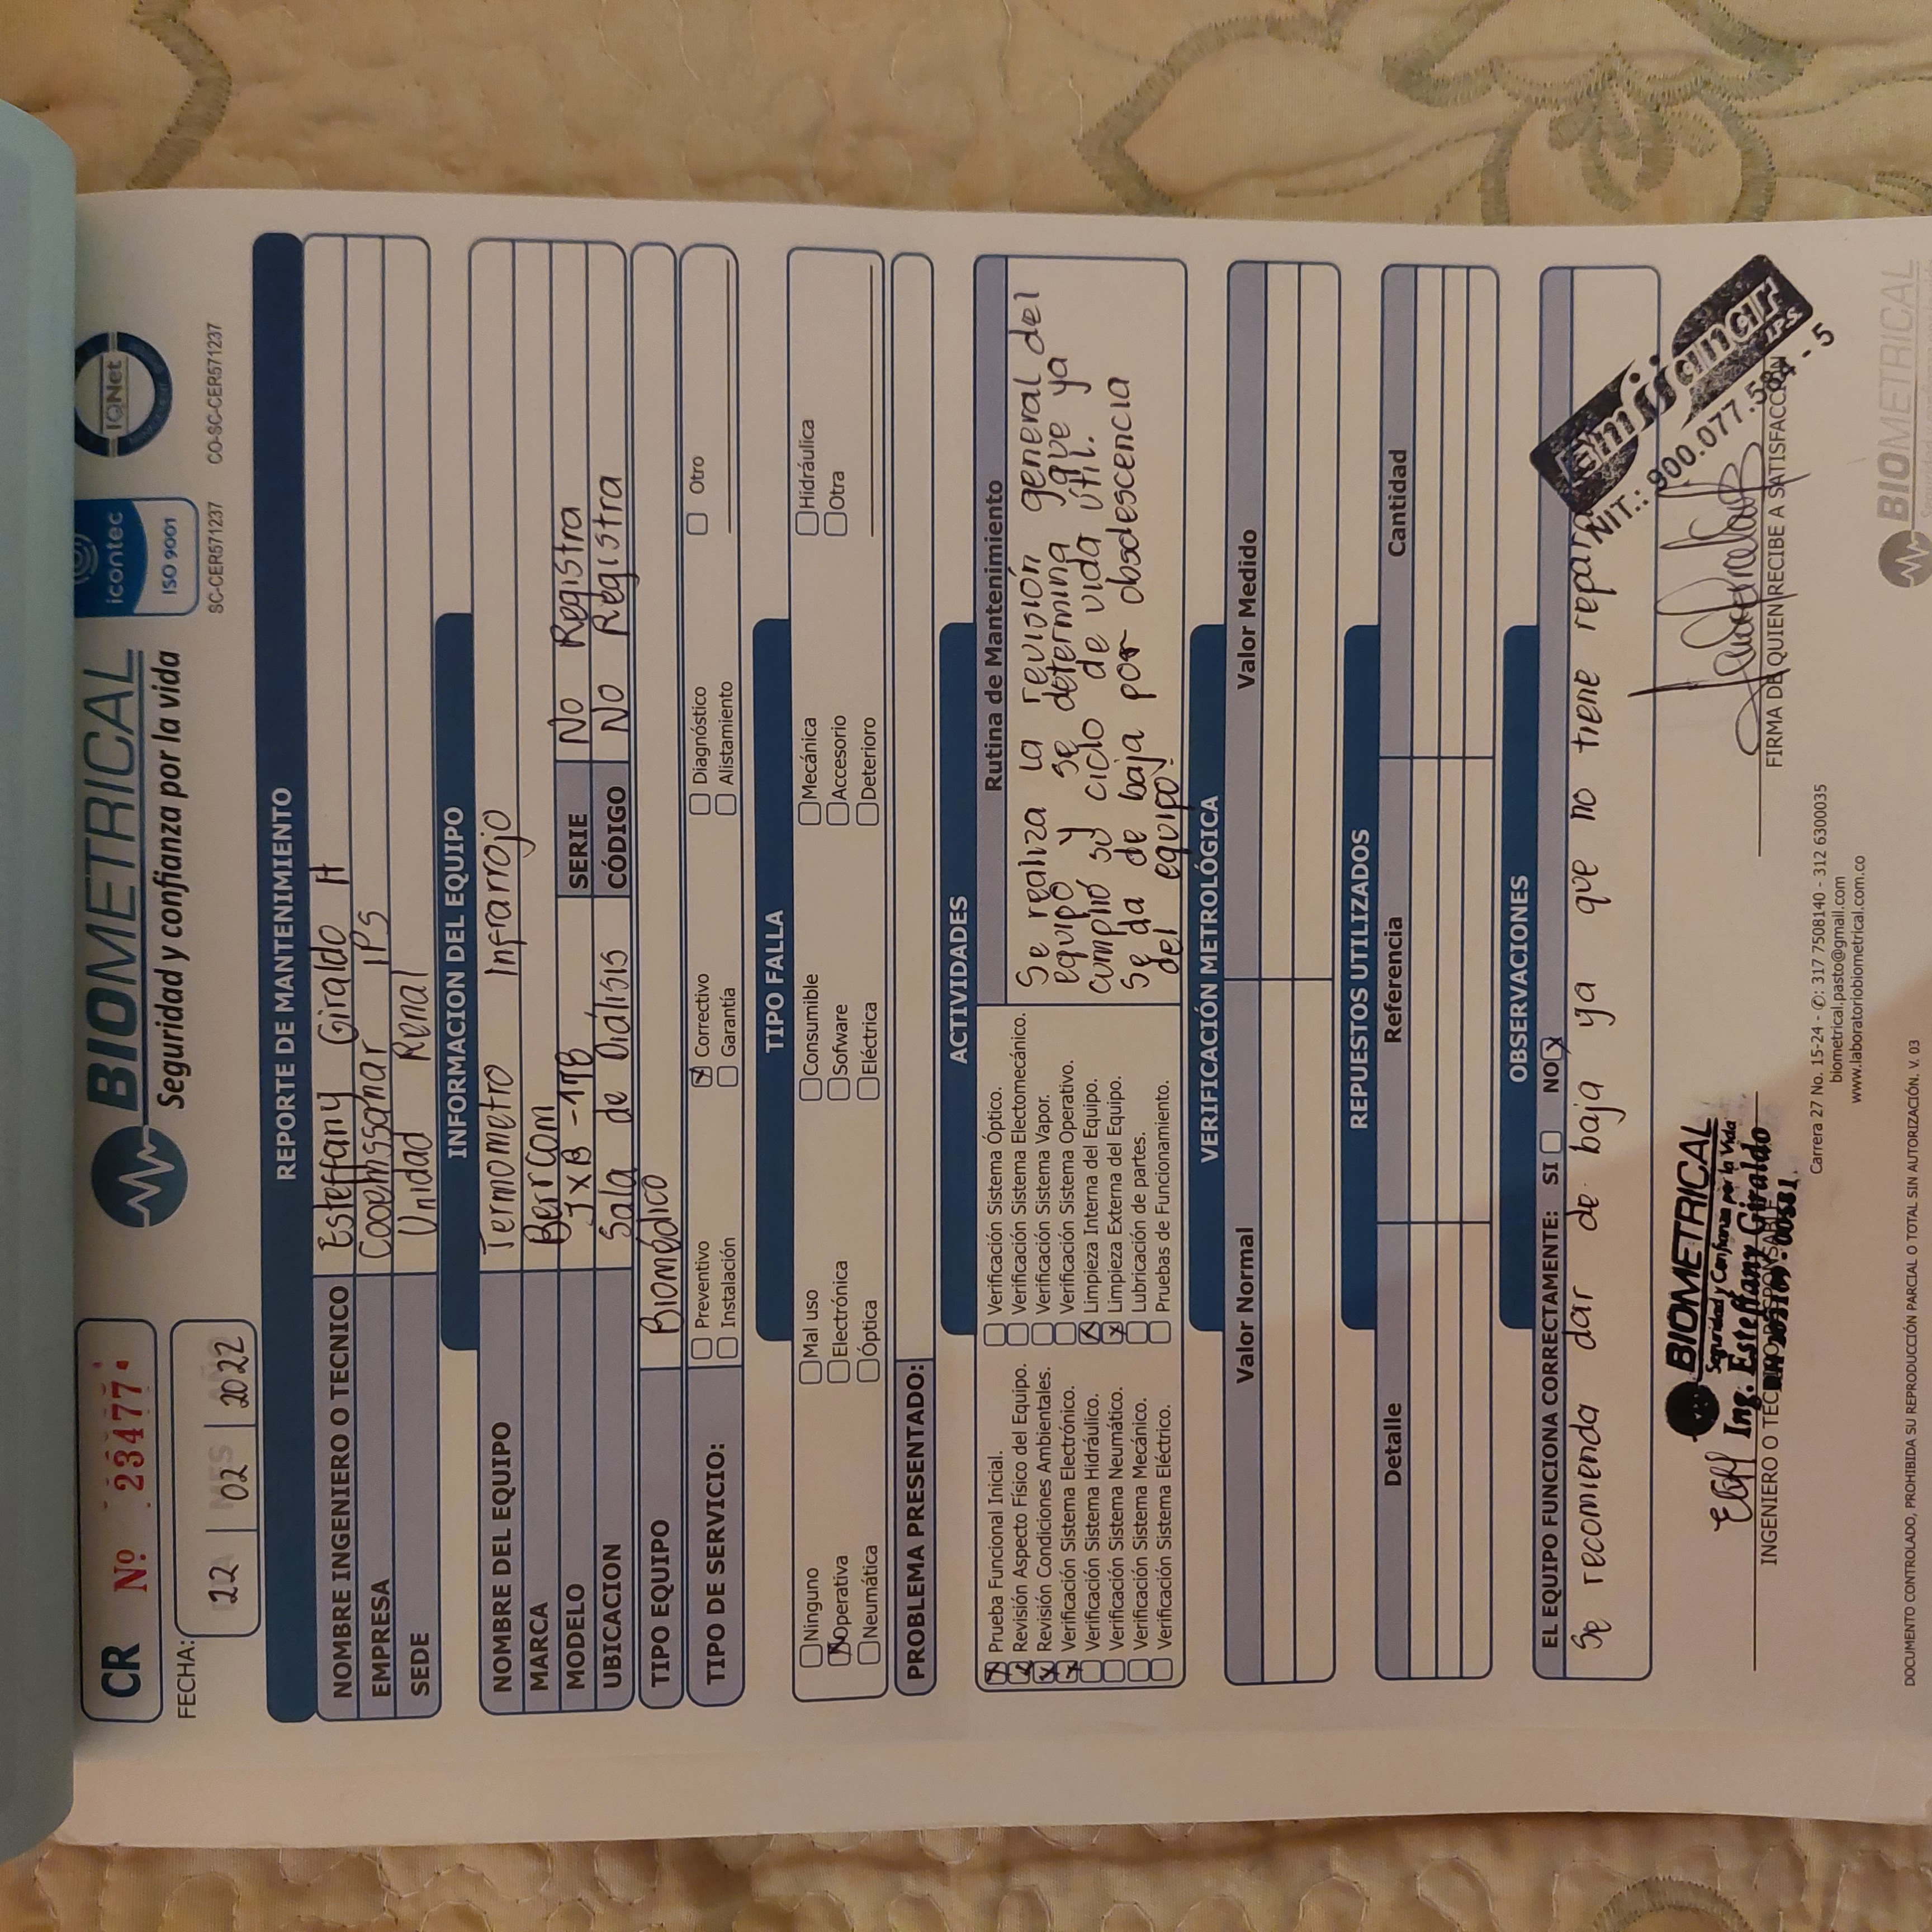 CR Nº 23477
BIOMETRICAL
Seguridad y confianza por la vida
icontec
ISO 9001
SC-CER571237
IQNet
CO-SC-CER571237
FECHA: 22 02 2022
REPORTE DE MANTENIMIENTO
NOMBRE INGENIERO O TECNICO Esteffany Giraldo H
EMPRESA Cooemssanar IPS
SEDE Unidad Renal
INFORMACION DEL EQUIPO
NOMBRE DEL EQUIPO Termometro Infrarrojo
MARCA Berrcom
MODELO JXB-178 SERIE No Registra
UBICACION Sala de Diálisis CÓDIGO No Registra
TIPO EQUIPO Biomédico
TIPO DE SERVICIO:
Preventivo Correctivo Diagnóstico Otro
Instalación Garantía Alistamiento
TIPO FALLA
Ninguno Mal uso Consumible Mecánica Hidráulica
Operativa Electrónica Sofware Accesorio Otra
Neumática Óptica Eléctrica Deterioro
PROBLEMA PRESENTADO:
ACTIVIDADES
Prueba Funcional Inicial.
Revisión Aspecto Físico del Equipo.
Revisión Condiciones Ambientales.
Verificación Sistema Electrónico.
Verificación Sistema Hidráulico.
Verificación Sistema Neumático.
Verificación Sistema Mecánico.
Verificación Sistema Eléctrico.
Verificación Sistema Óptico.
Verificación Sistema Electomecánico.
Verificación Sistema Vapor.
Verificación Sistema Operativo.
Limpieza Interna del Equipo.
Limpieza Externa del Equipo.
Lubricación de partes.
Pruebas de Funcionamiento.
Rutina de Mantenimiento
Se realiza la revisión general del
equipo y se determina que ya
cumplió su ciclo de vida útil.
Se da de baja por obsdescencia
del equipo.
VERIFICACIÓN METROLÓGICA
Valor Normal Valor Medido
REPUESTOS UTILIZADOS
Detalle Referencia Cantidad
OBSERVACIONES
EL EQUIPO FUNCIONA CORRECTAMENTE: SI NO
Se recomienda dar de baja ya que no tiene
Emssanar IPS
NIT.: 900.077.584 - 5
EGH
BIOMETRICAL
Seguridad y Confianza por la Vida
Ing. Esteffany Giraldo
INGENIERO O TECNICO RESPONSABLE
FIRMA DE QUIEN RECIBE A SATISFACCIÓN
Carrera 27 No. 15-24 - ✆: 317 7508140 - 312 6300035
biometrical.pasto@gmail.com
www.laboratoriobiometrical.com.co
DOCUMENTO CONTROLADO, PROHIBIDA SU REPRODUCCIÓN PARCIAL O TOTAL SIN AUTORIZACIÓN. V. 03
BIOMETRICAL
Seguridad y confianza por la vida